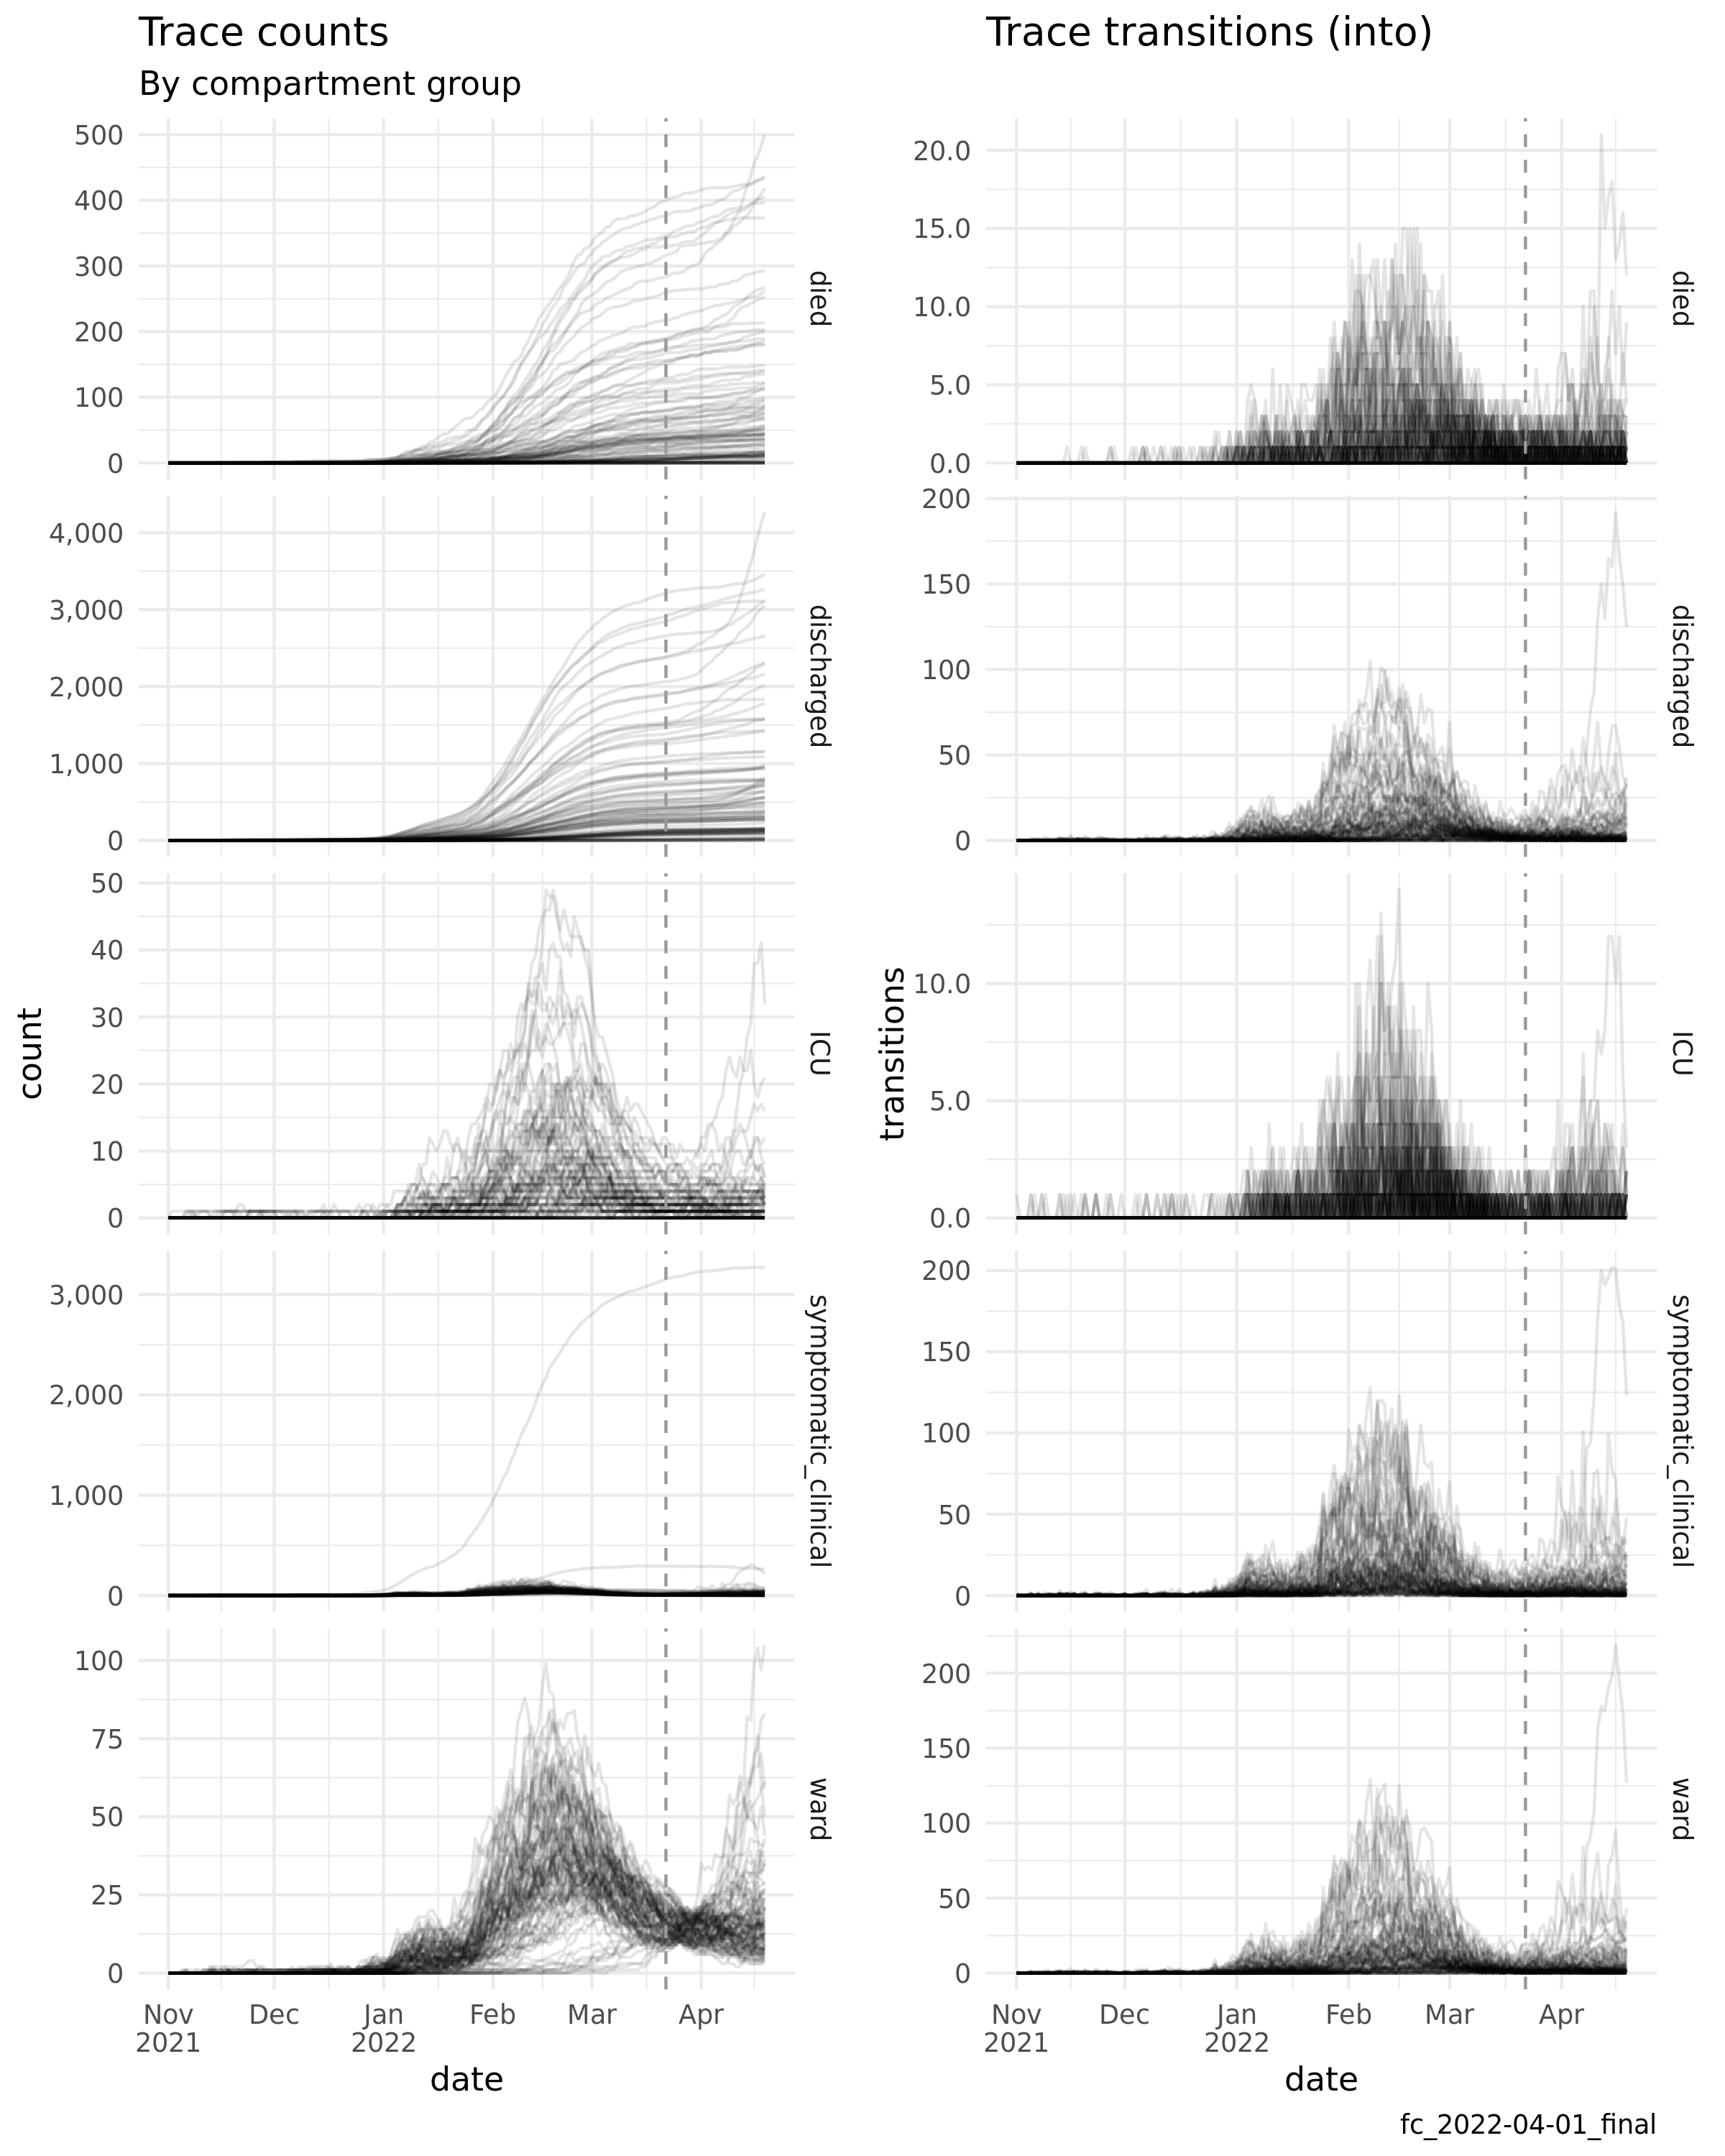 Trace counts
By compartment group
count
500
400
300
200
100
0
died
4,000
3,000
2,000
1,000
0
discharged
50
40
30
20
10
0
ICU
3,000
2,000
1,000
0
symptomatic_clinical
100
75
50
25
0
ward
Nov
2021
Dec
Jan
2022
Feb
Mar
Apr
date
Trace transitions (into)
transitions
20.0
15.0
10.0
5.0
0.0
died
200
150
100
50
0
discharged
10.0
5.0
0.0
ICU
200
150
100
50
0
symptomatic_clinical
200
150
100
50
0
ward
Nov
2021
Dec
Jan
2022
Feb
Mar
Apr
date
fc_2022-04-01_final